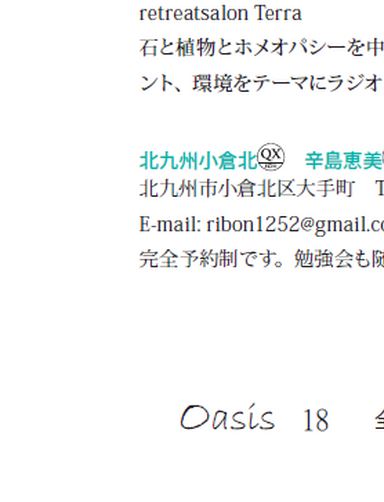 retreatsalon Terra
石と植物とホメオパシーを中
ント、環境をテーマにラジオ
北九州小倉北 QX 辛島恵美
北九州市小倉北区大手町 T
E-mail: ribon1252@gmail.co
完全予約制です。勉強会も随
Oasis 18